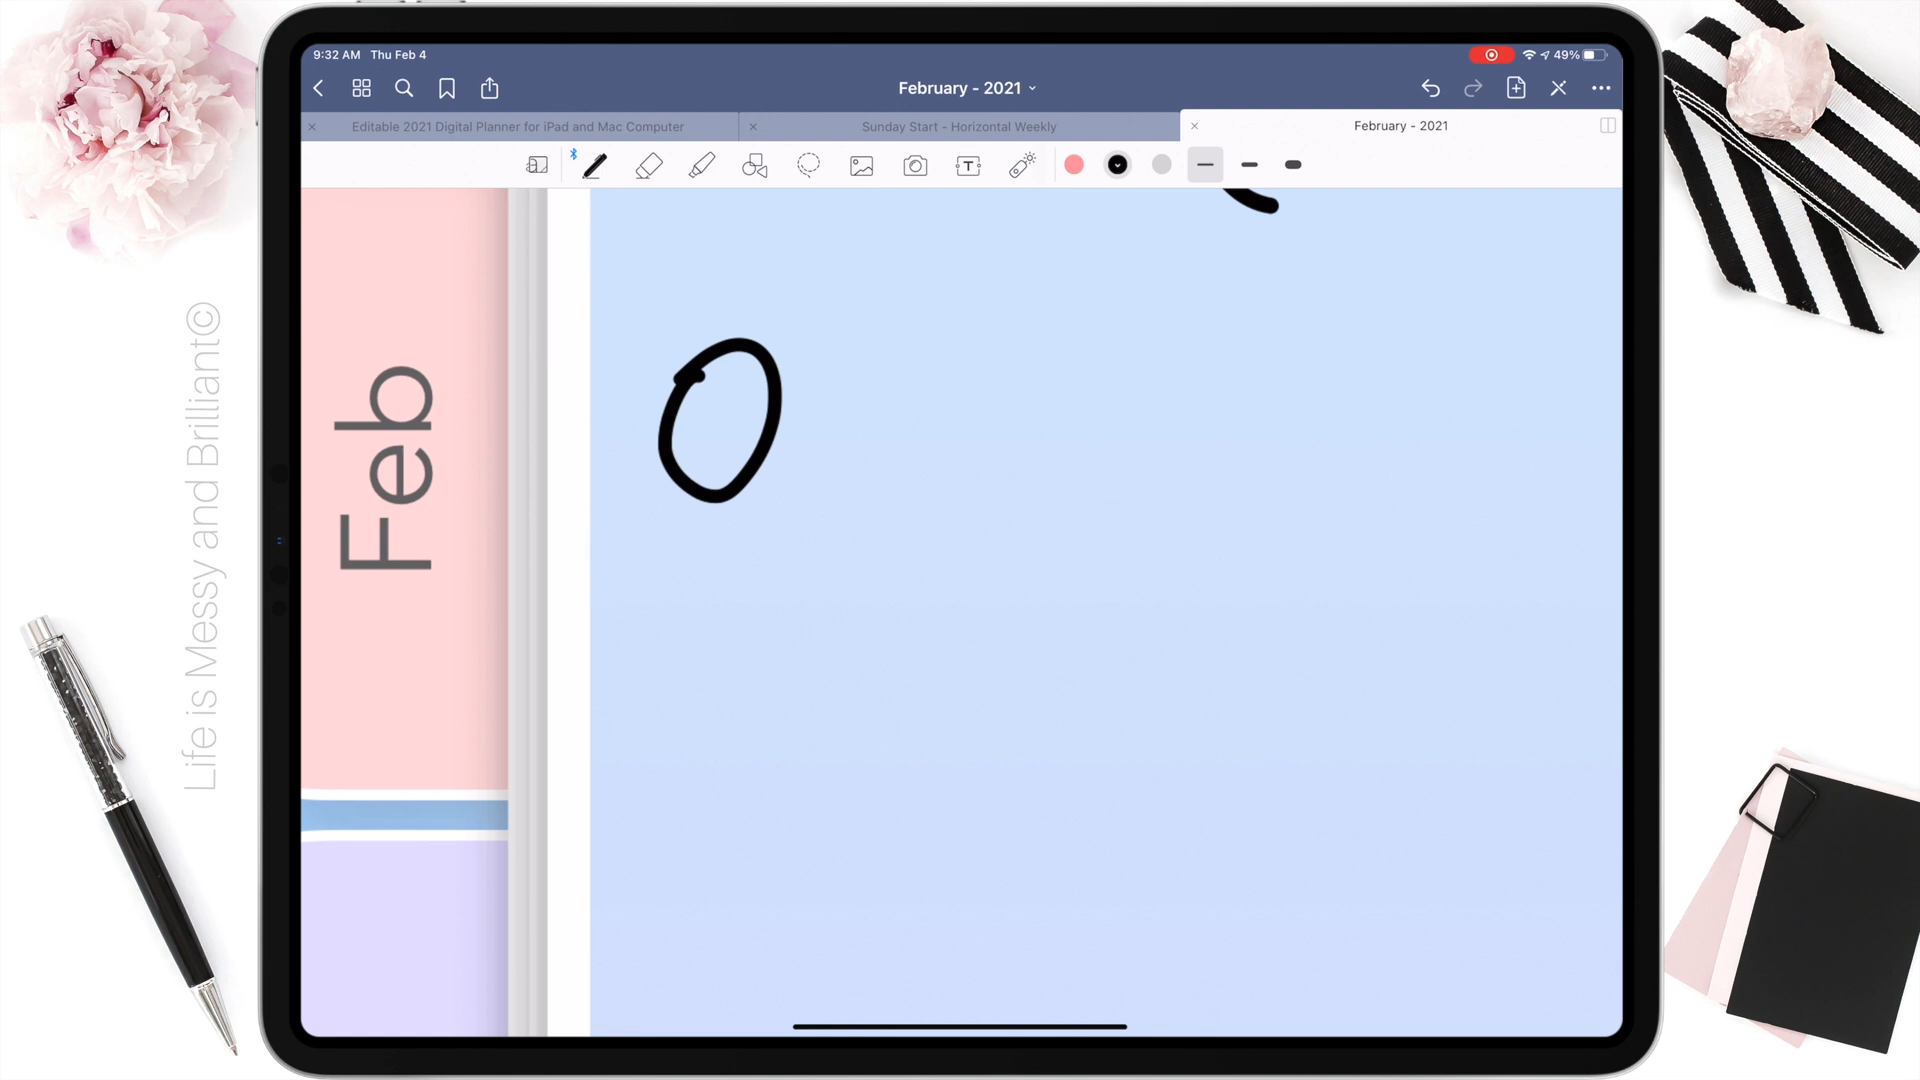 9:32 AM Thu Feb 4
49%
February - 2021
Editable 2021 Digital Planner for iPad and Mac Computer
Sunday Start - Horizontal Weekly
February - 2021
T
Feb
0
Life is Messy and Brilliant©